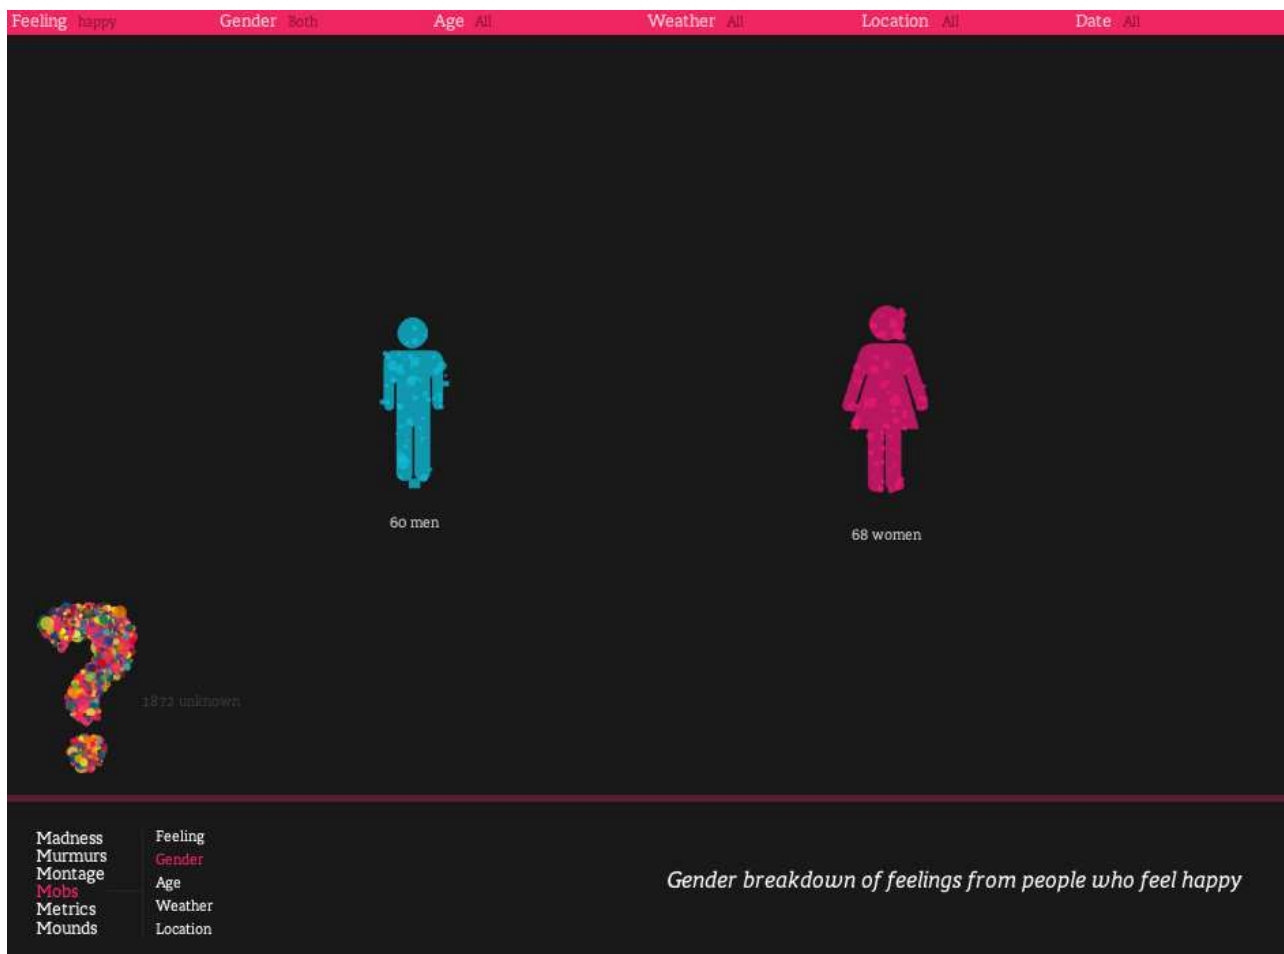 Feeling happy Gender Both Age All Weather All Location All Date All
60 men
68 women
1872 unknown
Madness
Murmurs
Montage
Mobs
Metrics
Mounds
Feeling
Gender
Age
Weather
Location
Gender breakdown of feelings from people who feel happy